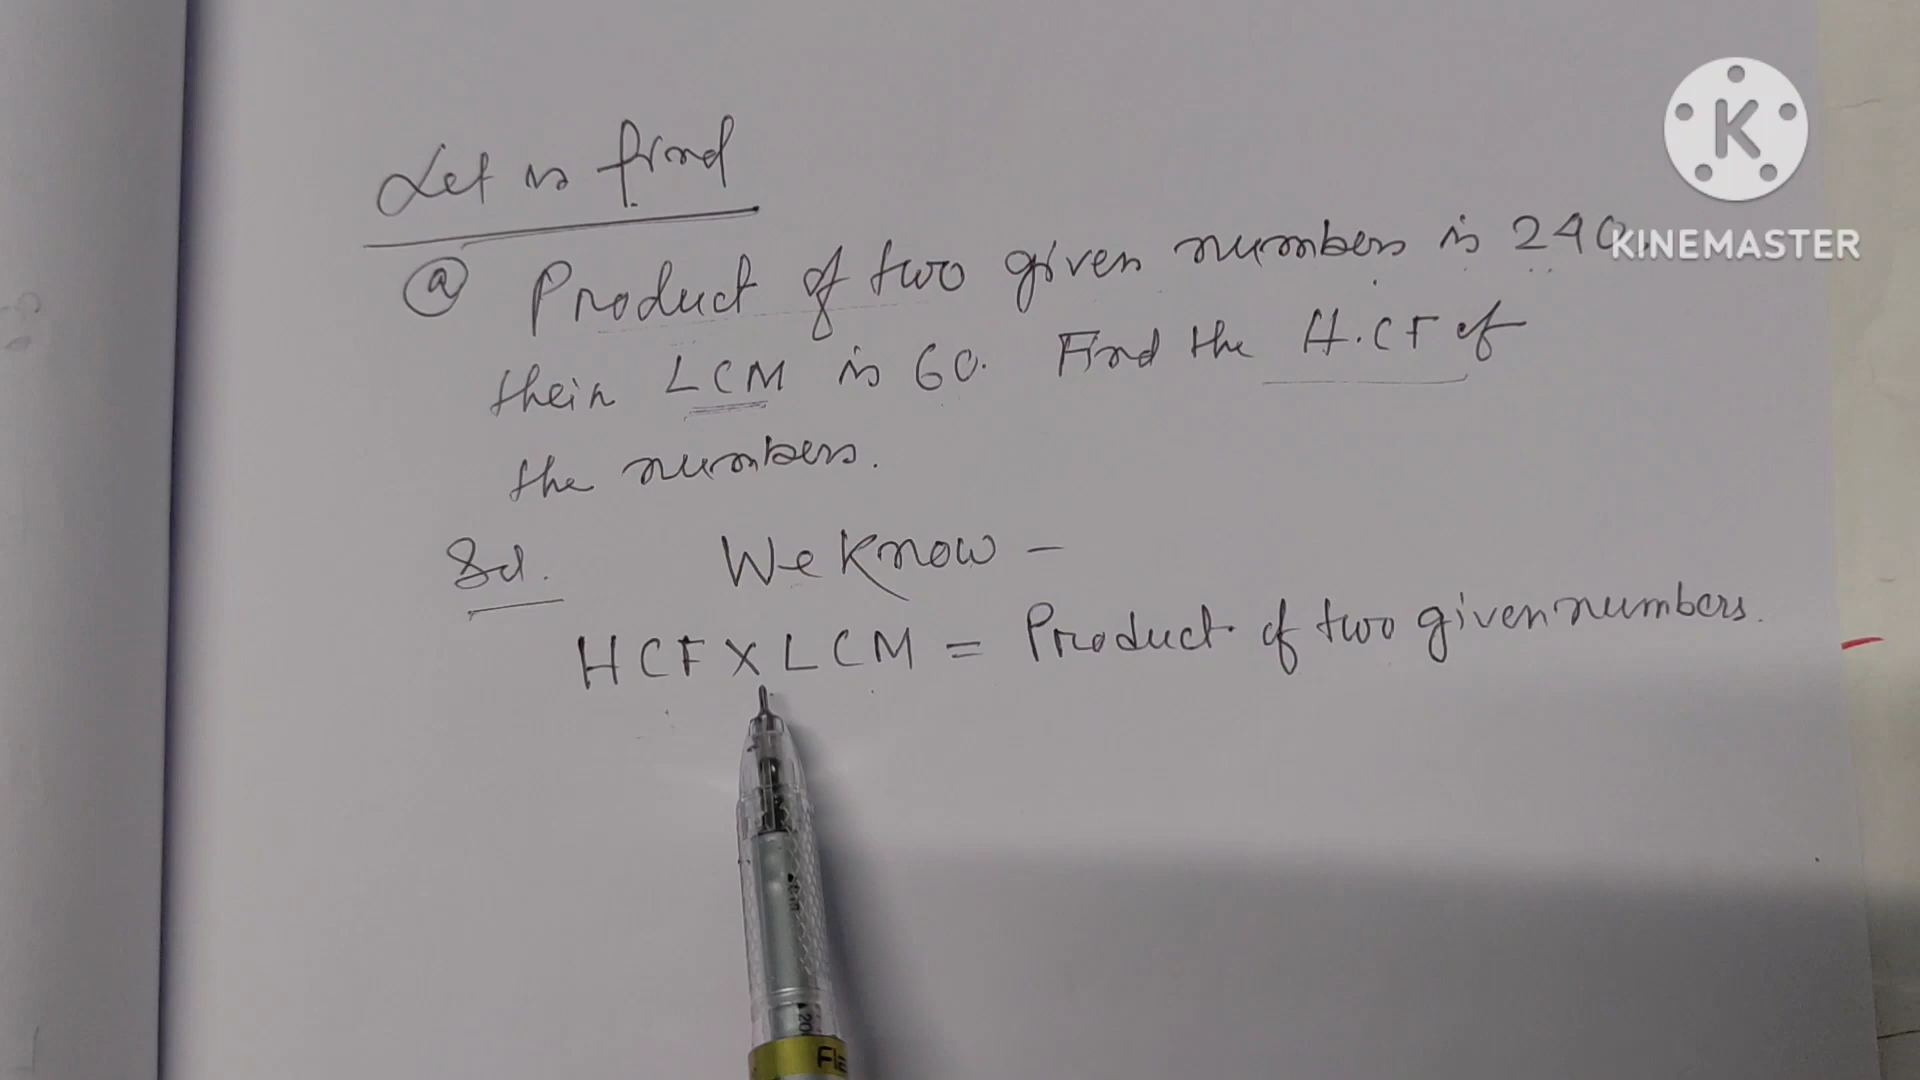 Let us find
K
KINEMASTER
ⓐ Product of two given numbers is 240.
their LCM is 60. Find the H.C.F of
the numbers.
Sol. We know -
HCF X LCM = Product of two given numbers.
Fle